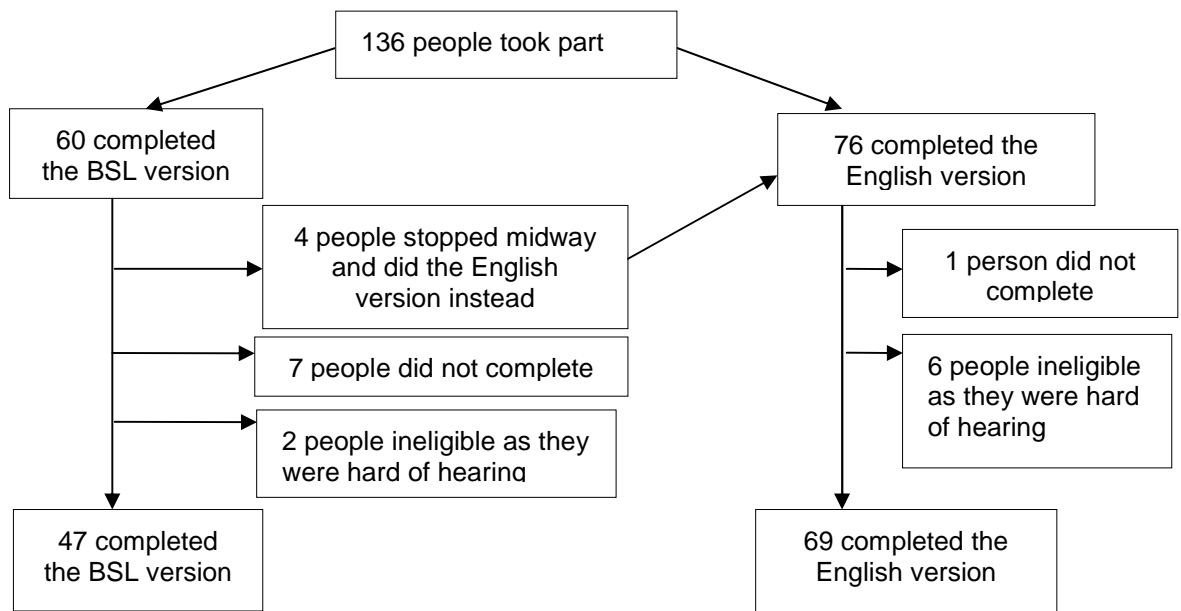 136 people took part
60 completed
the BSL version
76 completed the
English version
4 people stopped midway
and did the English
version instead
1 person did not
complete
7 people did not complete
6 people ineligible
as they were hard
of hearing
2 people ineligible as they
were hard of hearing
47 completed
the BSL version
69 completed the
English version